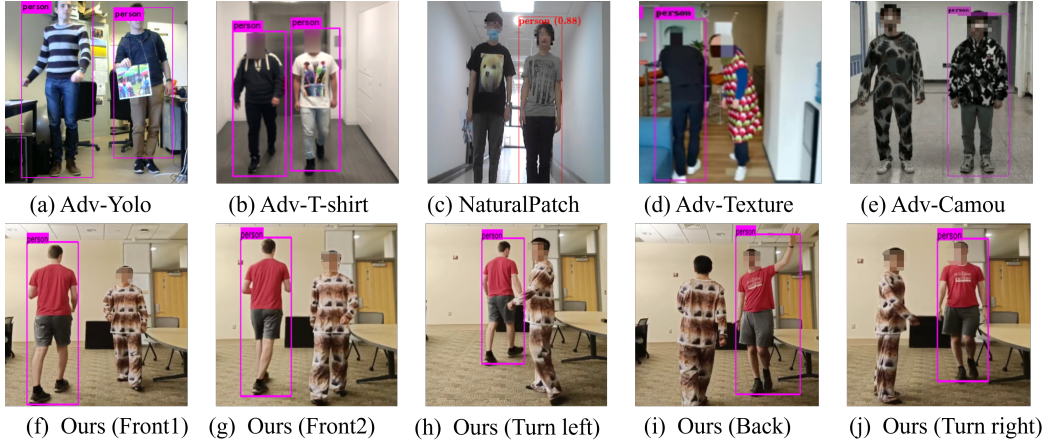 person
person
person
person
person (0.88)
person
person
(a) Adv-Yolo
(b) Adv-T-shirt
(c) NaturalPatch
(d) Adv-Texture
(e) Adv-Camou
person
person
person
person
person
(f) Ours (Front1)
(g) Ours (Front2)
(h) Ours (Turn left)
(i) Ours (Back)
(j) Ours (Turn right)